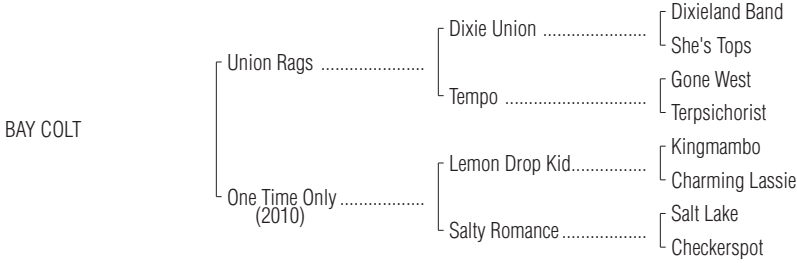 Dixieland Band
Dixie Union ......................
She's Tops
Union Rags ......................
Gone West
Tempo ..............................
Terpsichorist
BAY COLT
Kingmambo
Lemon Drop Kid................
Charming Lassie
One Time Only ..................
(2010)
Salt Lake
Salty Romance..................
Checkerspot